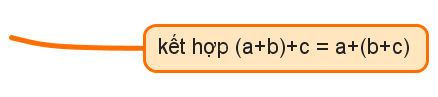 kết hợp (a+b)+c = a+(b+c)